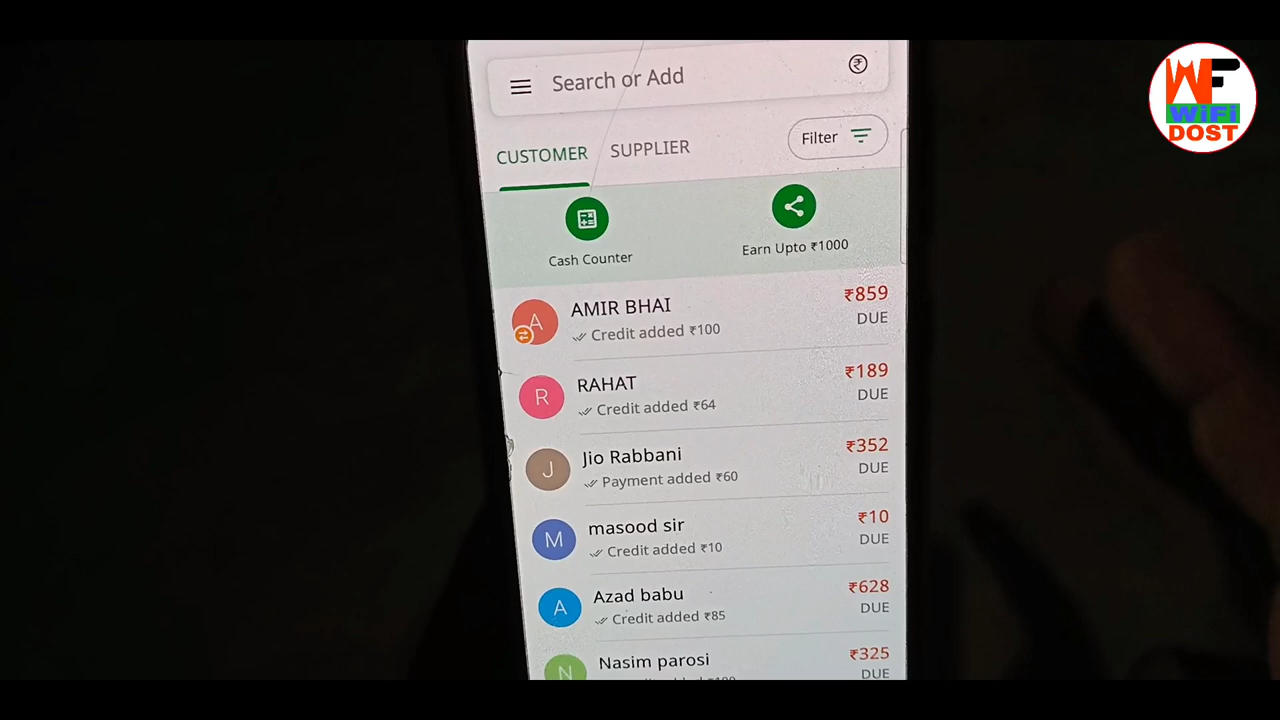 WF
WiFi
DOST
Search or Add
₹
CUSTOMER
SUPPLIER
Filter
Cash Counter
Earn Upto ₹1000
A
AMIR BHAI
₹859
Credit added ₹100
DUE
R
RAHAT
₹189
Credit added ₹64
DUE
J
Jio Rabbani
₹352
Payment added ₹60
DUE
M
masood sir
₹10
Credit added ₹10
DUE
A
Azad babu
₹628
Credit added ₹85
DUE
N
Nasim parosi
₹325
DUE